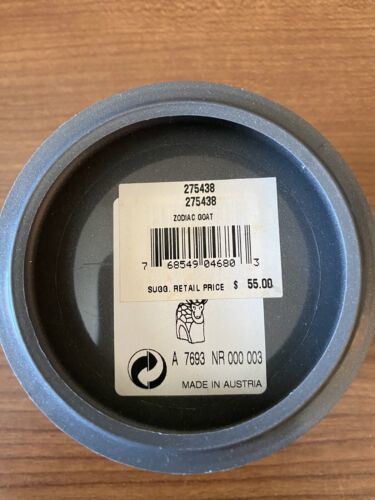 275438
275438
ZODIAC GOAT
7 68549 04680 3
SUGG. RETAIL PRICE $ 55.00
A 7693 NR 000 003
MADE IN AUSTRIA